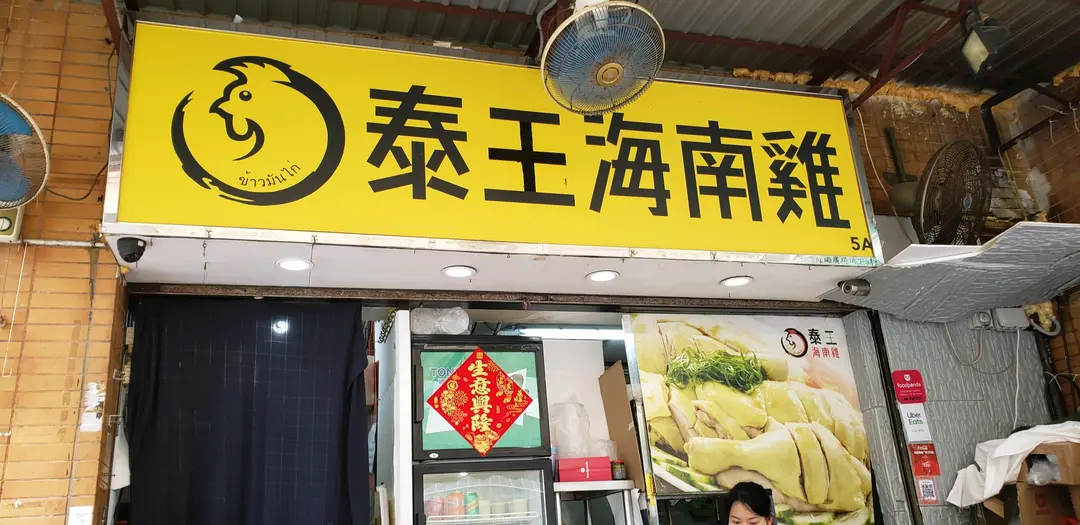 泰王海南雞
ข้าวมันไก่
5A
生意興隆
泰王
海南雞
foodpanda
Uber
Eats